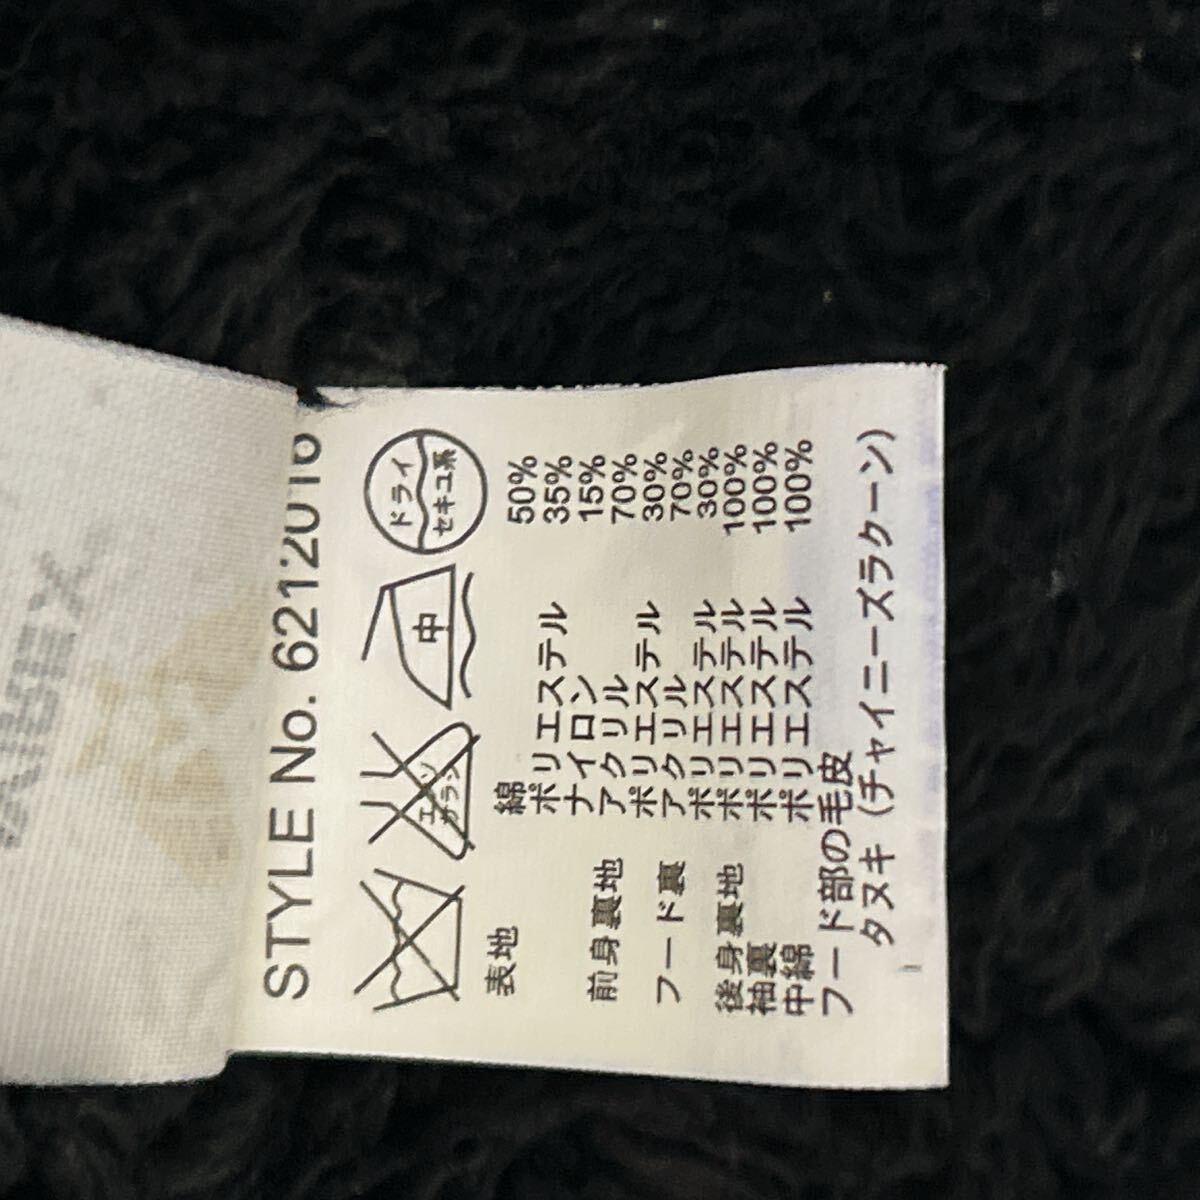 STYLE No. 6212016
エンソ
サラシ
中
ドライ
セキユ系
表地 綿 50%
ポリエステル 35%
ナイロン 15%
前身裏地 アクリル 70%
ポリエステル 30%
フード裏 アクリル 70%
ポリエステル 30%
後身裏地 ポリエステル 100%
袖裏 ポリエステル 100%
中綿 ポリエステル 100%
フード部の毛皮
タヌキ(チャイニーズラクーン)